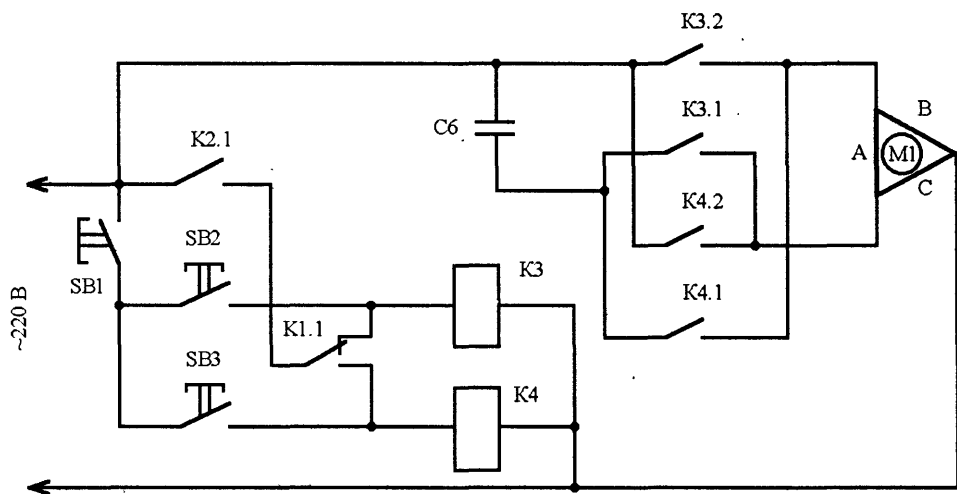 K3.2
K3.1
C6
K2.1
A
B
M1
C
K4.2
SB1
SB2
K3
K4.1
~220 В
K1.1
SB3
K4